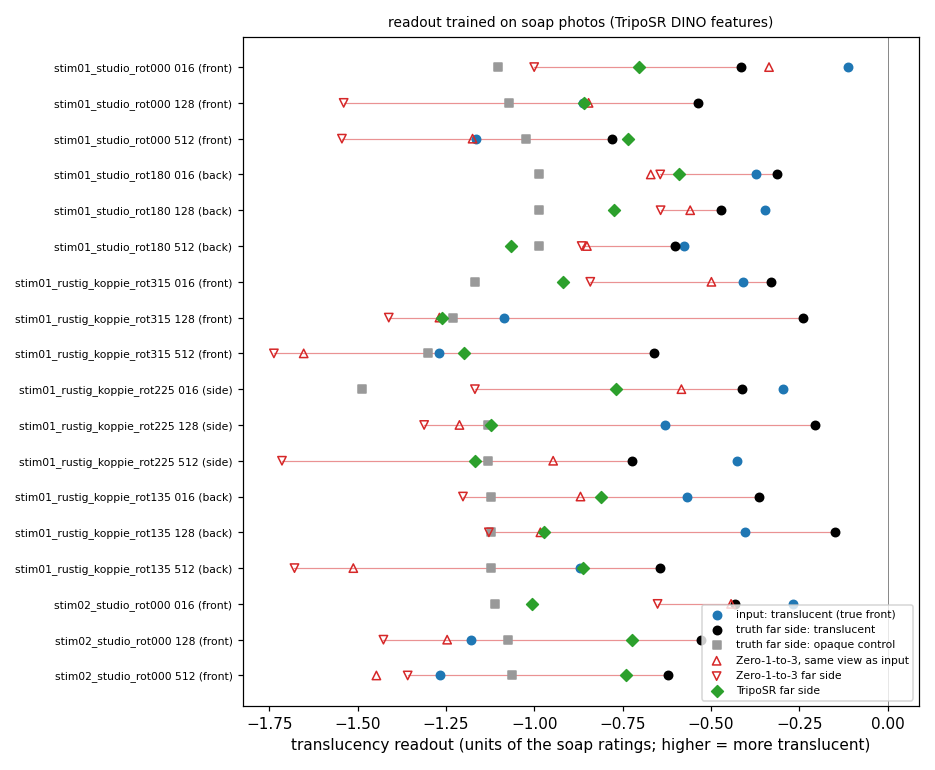 readout trained on soap photos (TripoSR DINO features)
stim01_studio_rot000 016 (front)
stim01_studio_rot000 128 (front)
stim01_studio_rot000 512 (front)
stim01_studio_rot180 016 (back)
stim01_studio_rot180 128 (back)
stim01_studio_rot180 512 (back)
stim01_rustig_koppie_rot315 016 (front)
stim01_rustig_koppie_rot315 128 (front)
stim01_rustig_koppie_rot315 512 (front)
stim01_rustig_koppie_rot225 016 (side)
stim01_rustig_koppie_rot225 128 (side)
stim01_rustig_koppie_rot225 512 (side)
stim01_rustig_koppie_rot135 016 (back)
stim01_rustig_koppie_rot135 128 (back)
stim01_rustig_koppie_rot135 512 (back)
stim02_studio_rot000 016 (front)
stim02_studio_rot000 128 (front)
stim02_studio_rot000 512 (front)
input: translucent (true front)
truth far side: translucent
truth far side: opaque control
Zero-1-to-3, same view as input
Zero-1-to-3 far side
TripoSR far side
−1.75 −1.50 −1.25 −1.00 −0.75 −0.50 −0.25 0.00
translucency readout (units of the soap ratings; higher = more translucent)